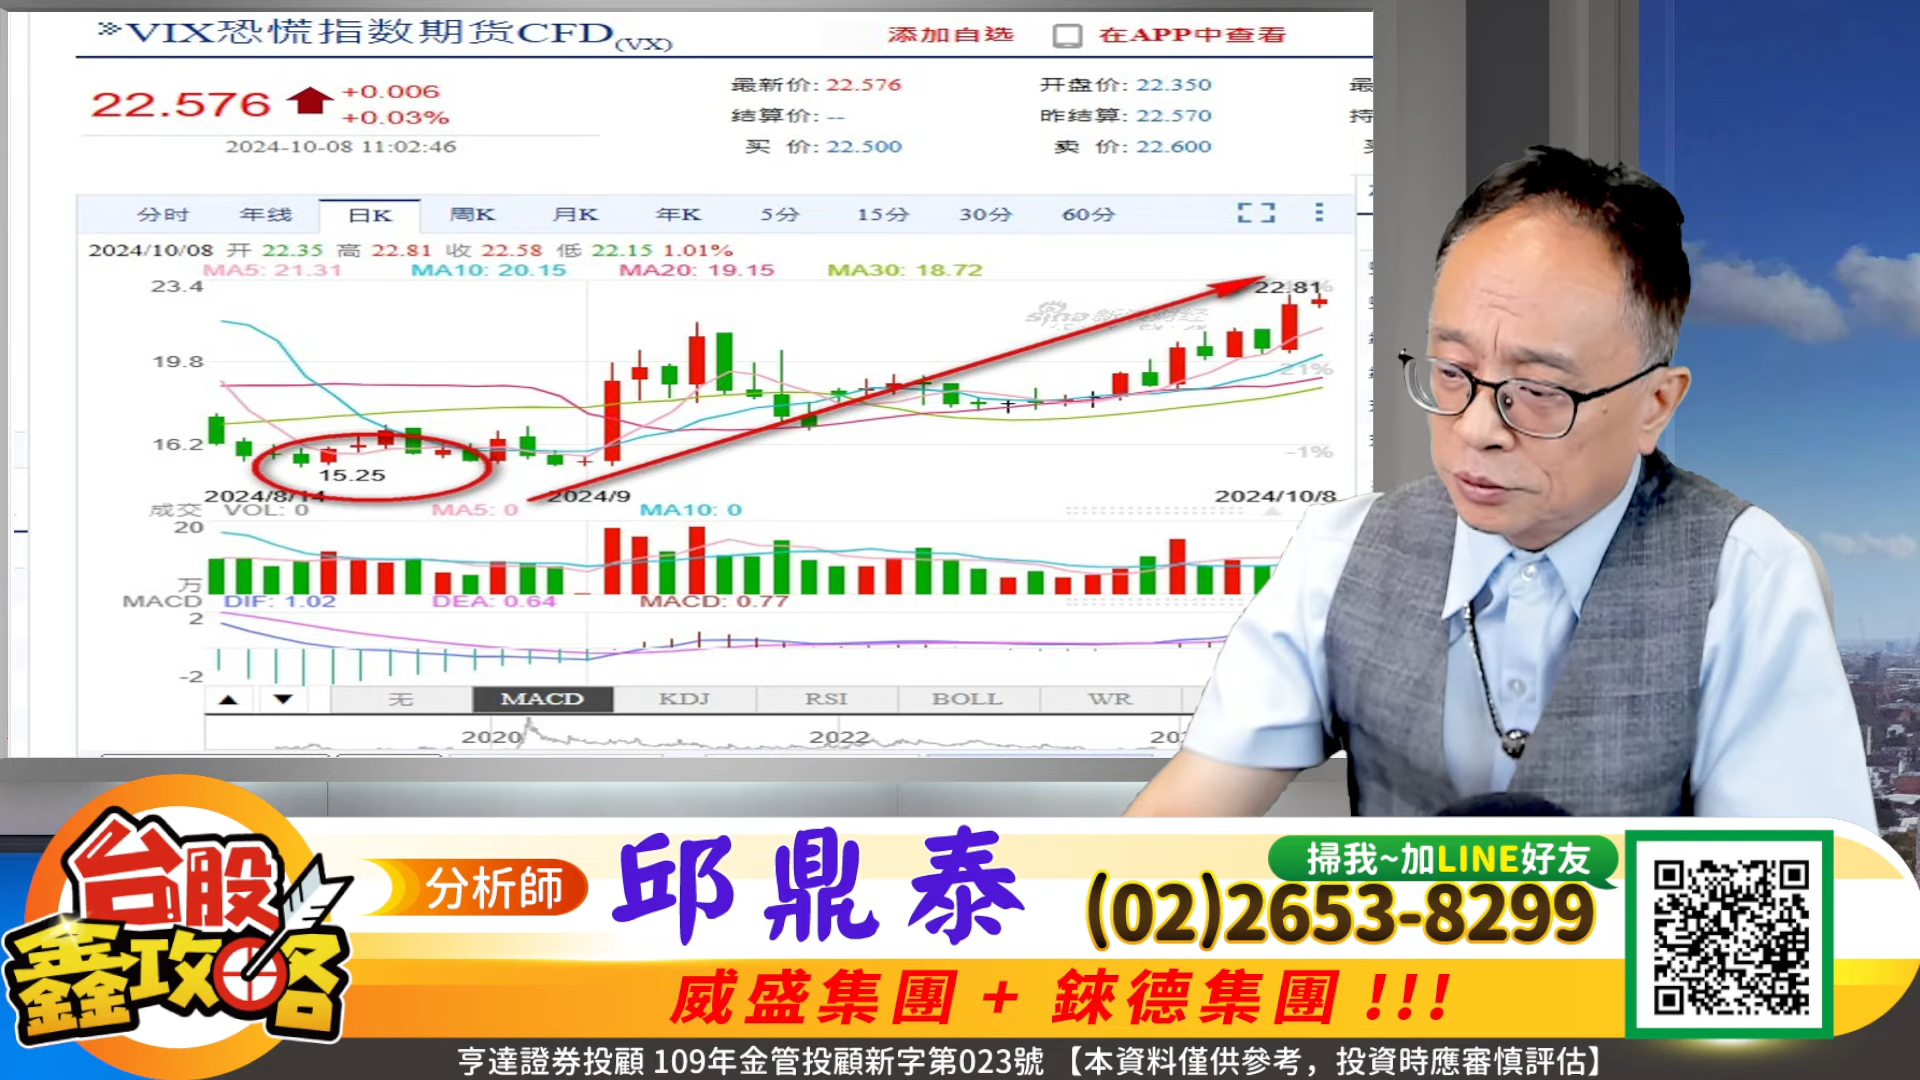 VIX恐慌指数期货CFD(VX)
添加自选
在APP中查看
22.576
+0.006
+0.03%
2024-10-08 11:02:46
最新价: 22.576
开盘价: 22.350
结算价: --
昨结算: 22.570
持
买 价: 22.500
卖 价: 22.600
分时 年线 日K 周K 月K 年K 5分 15分 30分 60分
2024/10/08 开 22.35 高 22.81 收 22.58 低 22.15 1.01%
MA5: 21.31 MA10: 20.15 MA20: 19.15 MA30: 18.72
23.4
22.81
19.8
21%
16.2
-1%
15.25
2024/8/14
2024/9
2024/10/8
成交 VOL: 0 MA5: 0 MA10: 0
20
万
MACD DIF: 1.02 DEA: 0.64 MACD: 0.77
2
-2
无 MACD KDJ RSI BOLL WR
2020 2022
台股
鑫攻略
分析師
邱鼎泰
掃我~加LINE好友
(02)2653-8299
威盛集團 + 錸德集團 !!!
亨達證券投顧 109年金管投顧新字第023號 【本資料僅供參考，投資時應審慎評估】